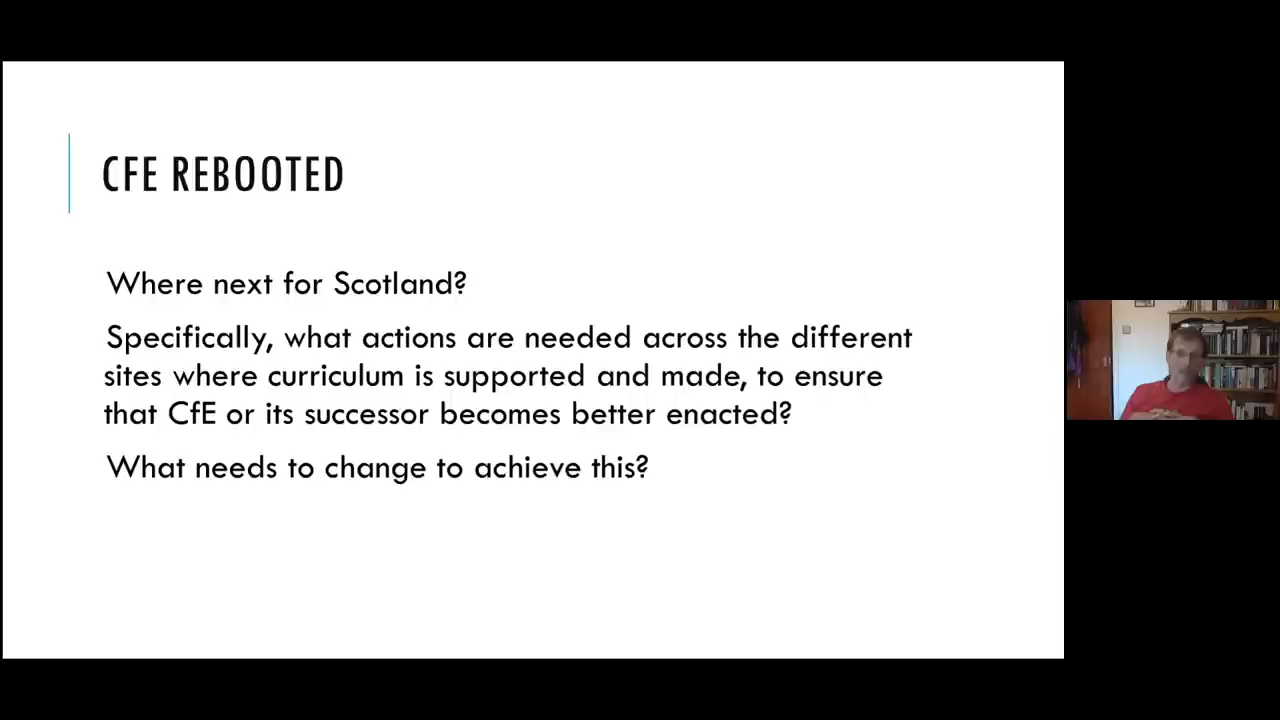 CFE REBOOTED
Where next for Scotland?
Specifically, what actions are needed across the different
sites where curriculum is supported and made, to ensure
that CfE or its successor becomes better enacted?
What needs to change to achieve this?